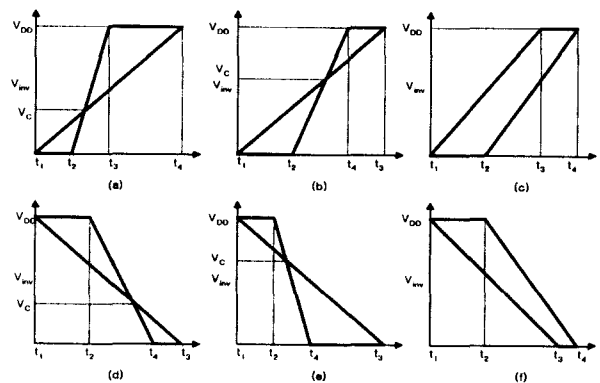 V_DD
V_inv
V_C
t_1 t_2 t_3 t_4
(a)
V_DD
V_C
V_inv
t_1 t_2 t_4 t_3
(b)
V_DD
V_inv
t_1 t_2 t_3 t_4
(c)
V_DD
V_inv
V_C
t_1 t_2 t_4 t_3
(d)
V_DD
V_C
V_inv
t_1 t_2 t_4 t_3
(e)
V_DD
V_inv
t_1 t_2 t_3 t_4
(f)